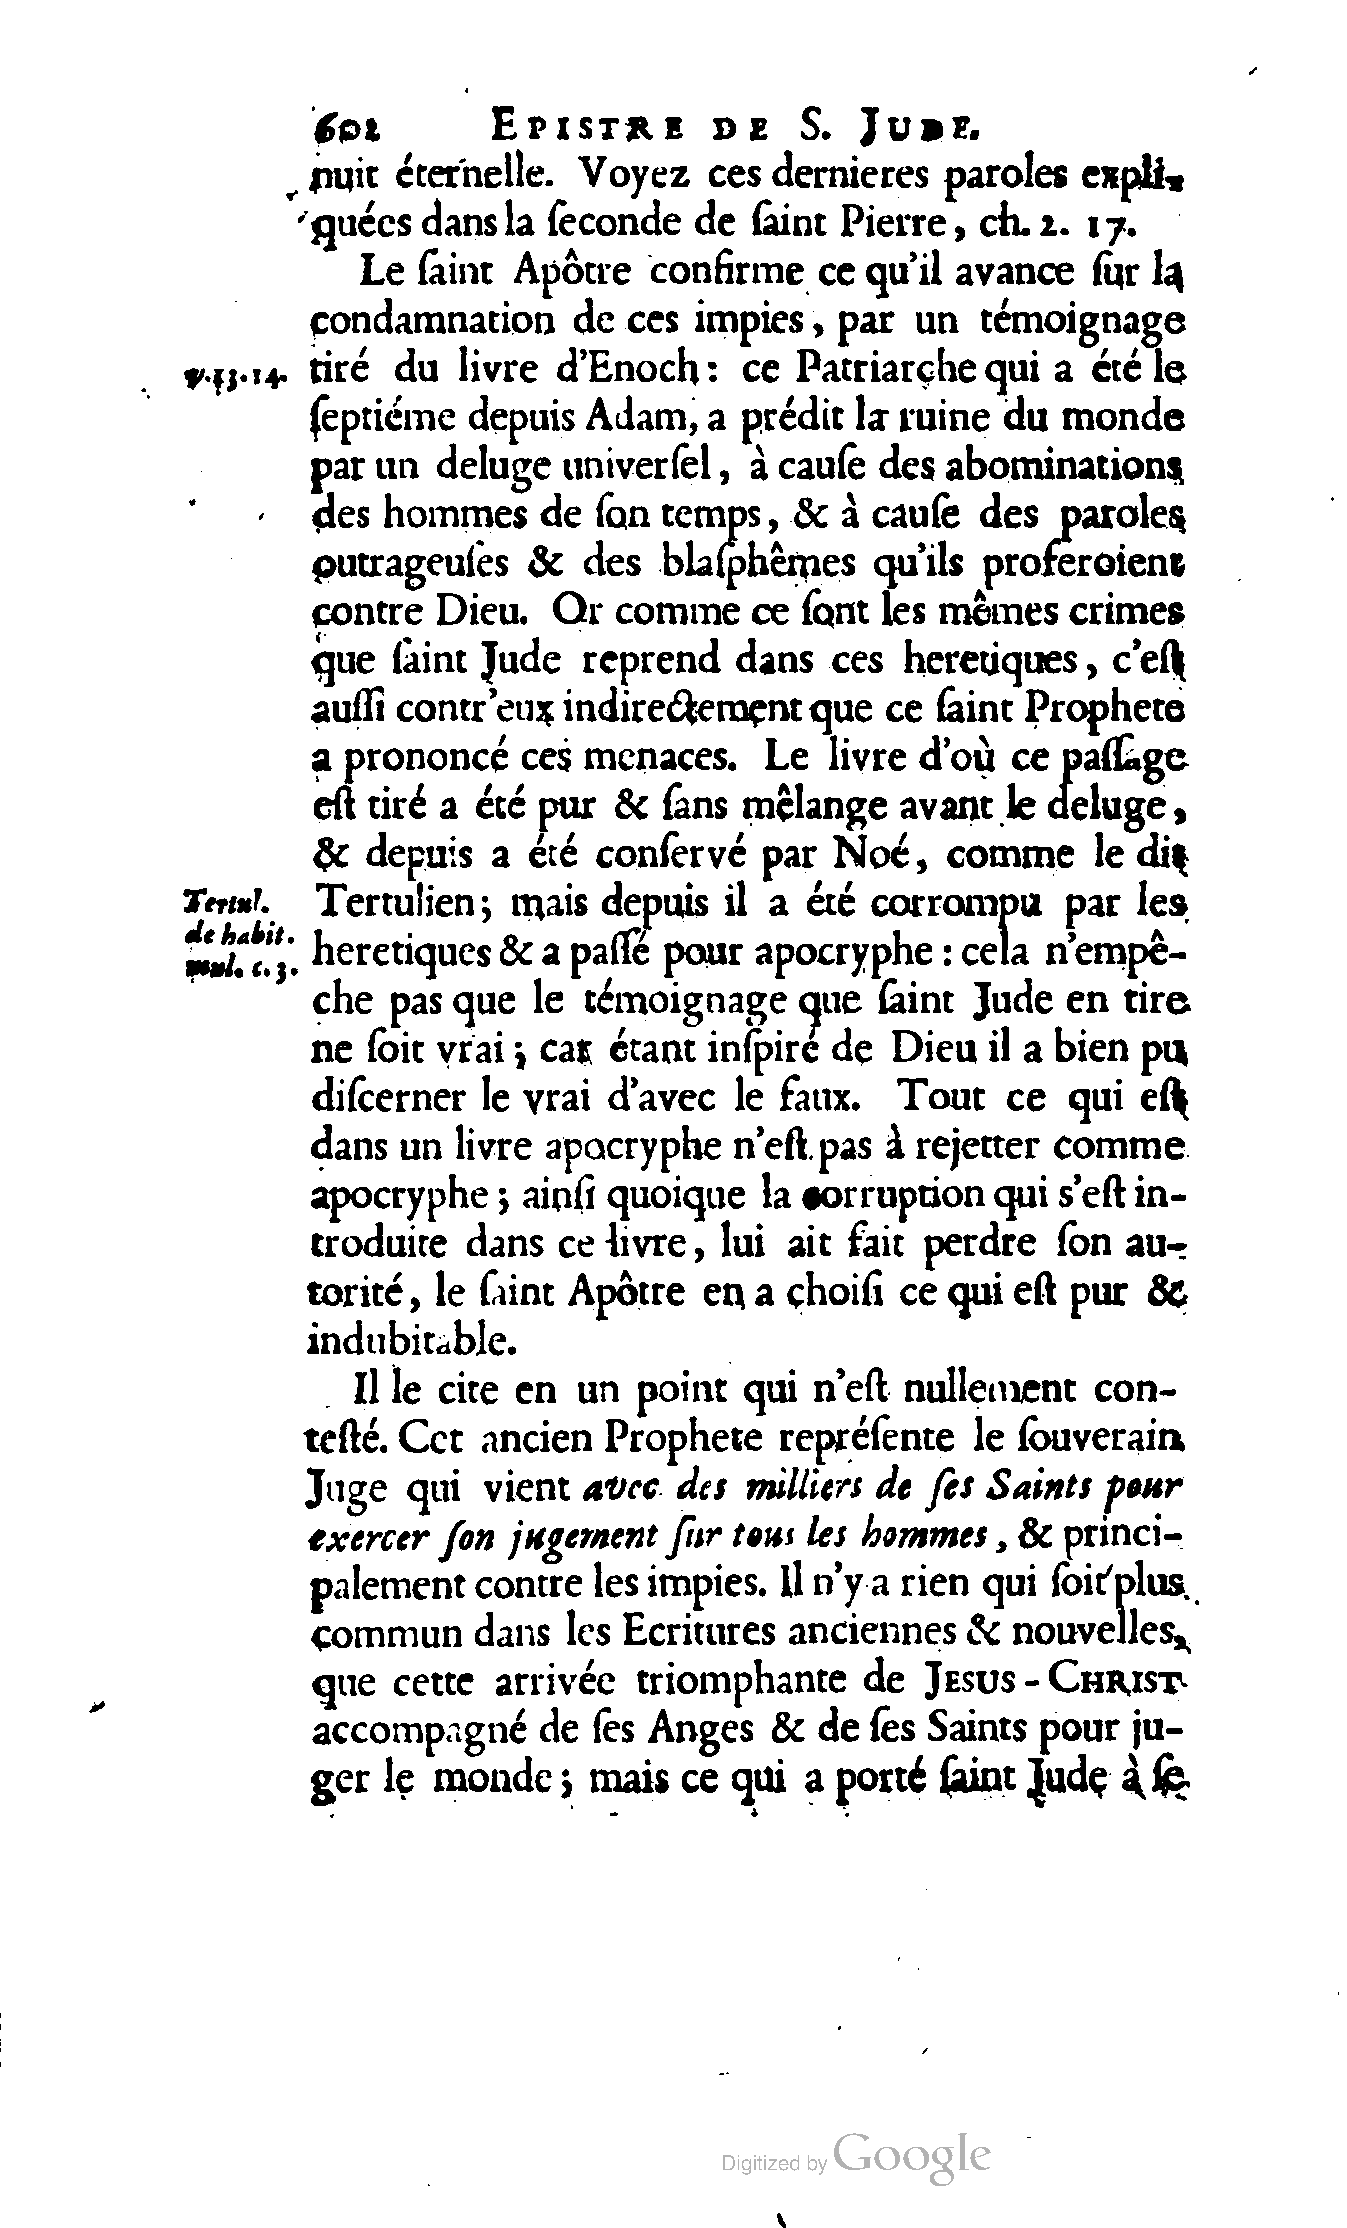 602 EPISTRE DE S. JUDE.
nuit éternelle. Voyez ces dernieres paroles expli-
quées dans la ſeconde de ſaint Pierre, ch. 2. 17.
Le ſaint Apôtre confirme ce qu'il avance ſur la
condamnation de ces impies, par un témoignage
v.13.14. tiré du livre d'Enoch: ce Patriarche qui a été le
ſeptiéme depuis Adam, a prédit la ruine du monde
par un deluge univerſel, à cauſe des abominations
des hommes de ſon temps, & à cauſe des paroles
outrageuſes & des blaſphêmes qu'ils proferoient
contre Dieu. Or comme ce ſont les mêmes crimes
que ſaint Jude reprend dans ces heretiques, c'eſt
auſſi contr'eux indirectement que ce ſaint Prophete
a prononcé ces menaces. Le livre d'où ce paſſage
eſt tiré a été pur & ſans mêlange avant le deluge,
& depuis a été conſervé par Noé, comme le dit
Tertul. Tertulien; mais depuis il a été corrompu par les
de habit.
mul. c. 3. heretiques & a paſſé pour apocryphe : cela n'empê-
che pas que le témoignage que ſaint Jude en tire
ne ſoit vrai ; car étant inſpiré de Dieu il a bien pu
diſcerner le vrai d'avec le faux. Tout ce qui eſt
dans un livre apocryphe n'eſt pas à rejetter comme
apocryphe ; ainſi quoique la corruption qui s'eſt in-
troduite dans ce livre, lui ait fait perdre ſon au-
torité, le ſaint Apôtre en a choiſi ce qui eſt pur &
indubitable.
Il le cite en un point qui n'eſt nullement con-
teſté. Cet ancien Prophete repréſente le ſouverain
Juge qui vient avec des milliers de ſes Saints pour
exercer ſon jugement ſur tous les hommes, & princi-
palement contre les impies. Il n'y a rien qui ſoit plus
commun dans les Ecritures anciennes & nouvelles,
que cette arrivée triomphante de JESUS-CHRIST
accompagné de ſes Anges & de ſes Saints pour ju-
ger le monde; mais ce qui a porté ſaint Jude à ſe
Digitized by Google